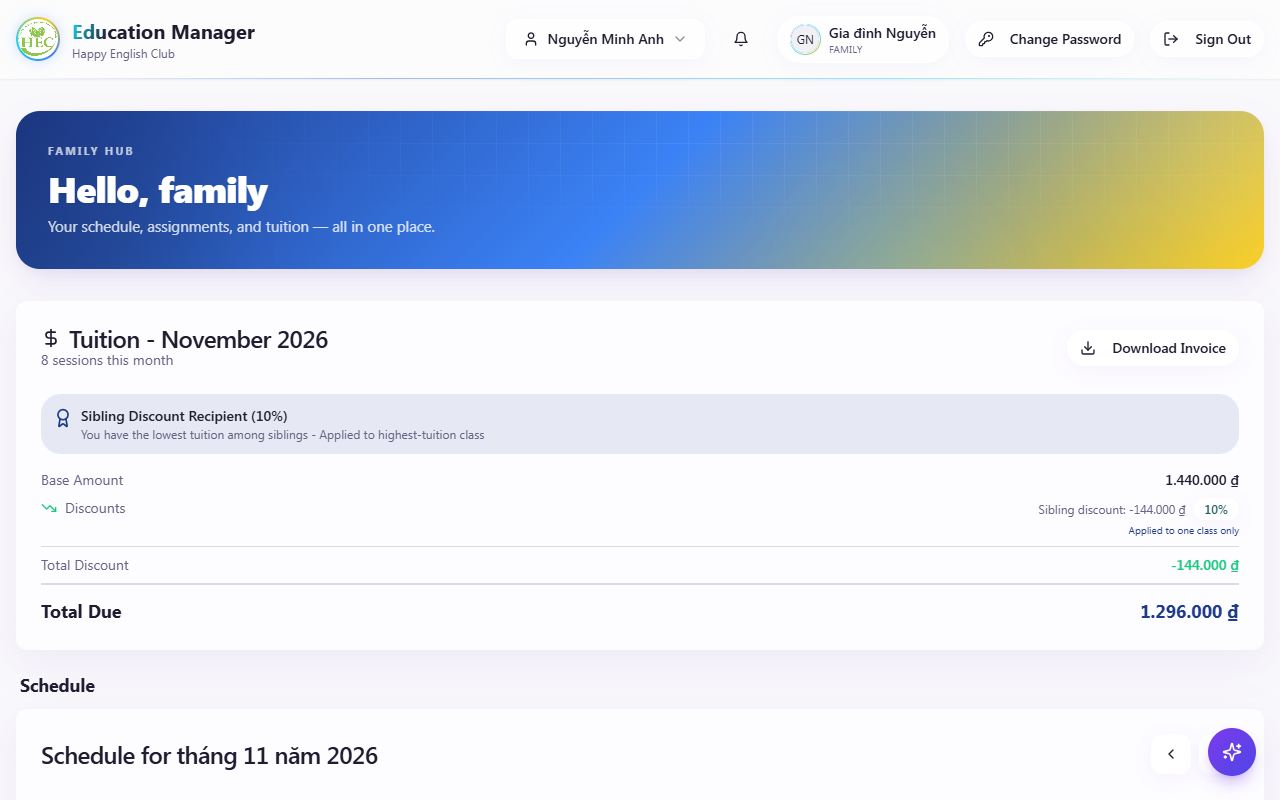 HEC
Education Manager
Happy English Club
Nguyễn Minh Anh
GN
Gia đình Nguyễn
FAMILY
Change Password
Sign Out
FAMILY HUB
Hello, family
Your schedule, assignments, and tuition — all in one place.
Tuition - November 2026
8 sessions this month
Download Invoice
Sibling Discount Recipient (10%)
You have the lowest tuition among siblings - Applied to highest-tuition class
Base Amount
1.440.000 ₫
Discounts
Sibling discount: -144.000 ₫ 10%
Applied to one class only
Total Discount
-144.000 ₫
Total Due
1.296.000 ₫
Schedule
Schedule for tháng 11 năm 2026